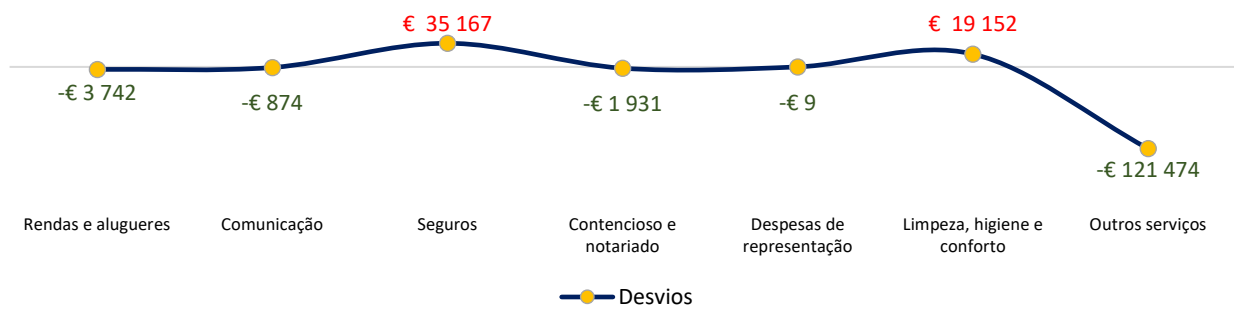 € 35 167
€ 19 152
-€ 3 742
-€ 874
-€ 1 931
-€ 9
-€ 121 474
Rendas e alugueres
Comunicação
Seguros
Contencioso e
notariado
Despesas de
representação
Limpeza, higiene e
conforto
Outros serviços
Desvios